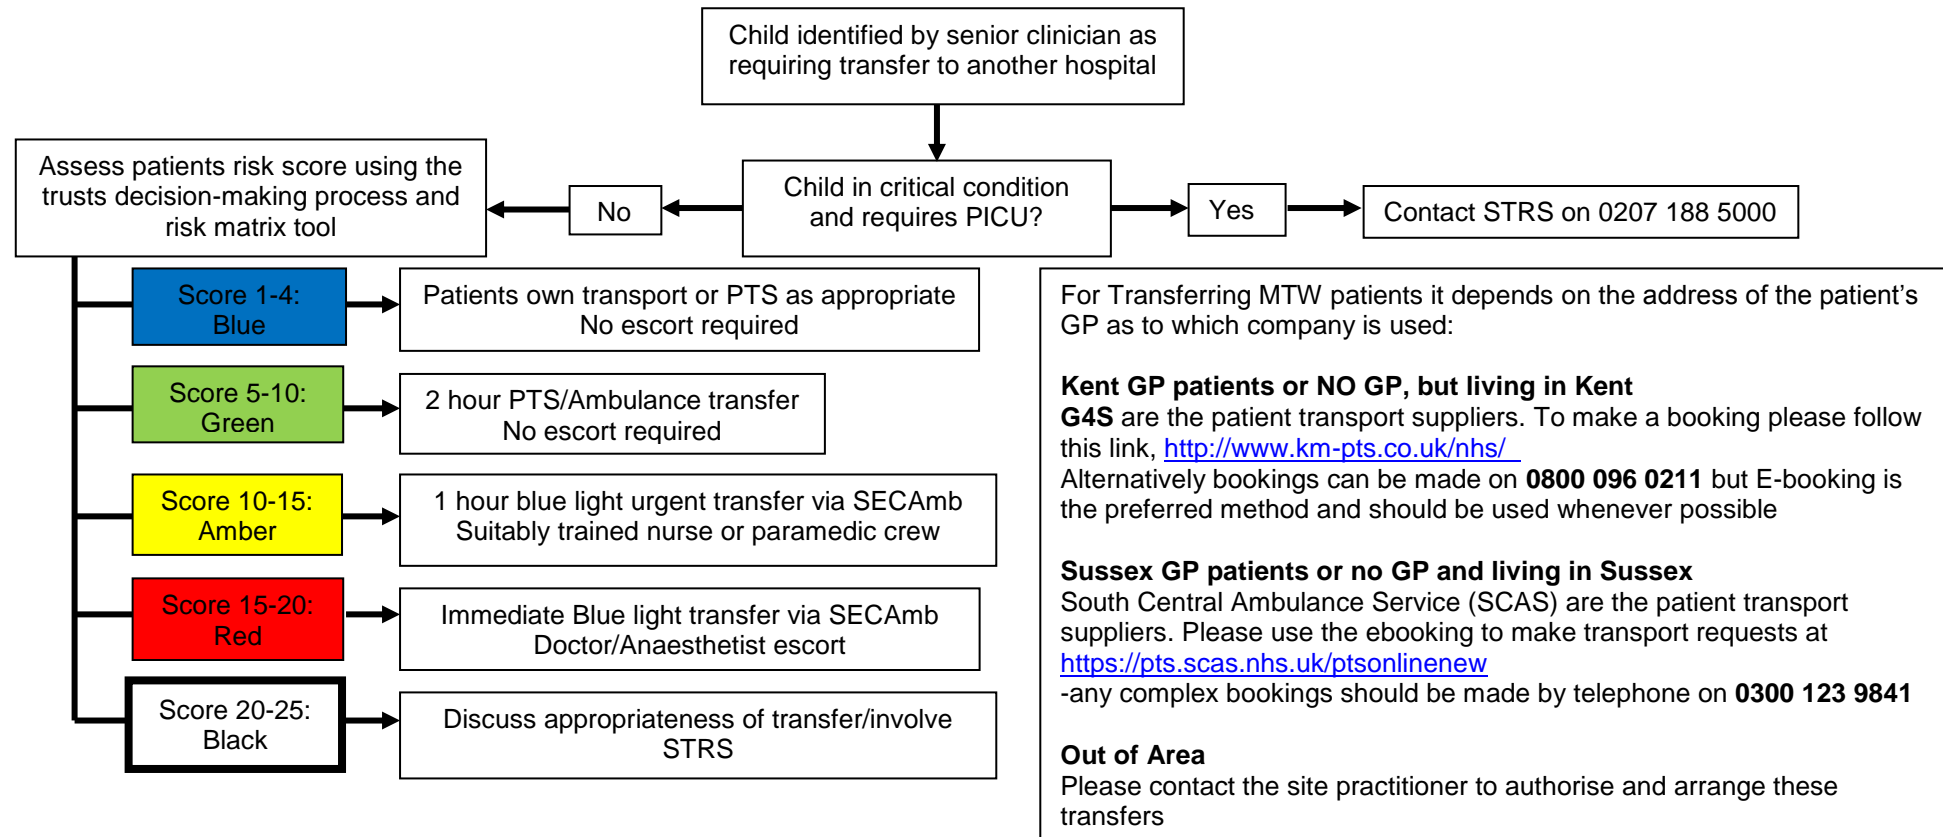 Child identified by senior clinician as
requiring transfer to another hospital
Assess patients risk score using the
trusts decision-making process and
risk matrix tool
No
Child in critical condition
and requires PICU?
Yes
Contact STRS on 0207 188 5000
Score 1-4:
Blue
Patients own transport or PTS as appropriate
No escort required
Score 5-10:
Green
2 hour PTS/Ambulance transfer
No escort required
Score 10-15:
Amber
1 hour blue light urgent transfer via SECAmb
Suitably trained nurse or paramedic crew
Score 15-20:
Red
Immediate Blue light transfer via SECAmb
Doctor/Anaesthetist escort
Score 20-25:
Black
Discuss appropriateness of transfer/involve
STRS
For Transferring MTW patients it depends on the address of the patient’s
GP as to which company is used:
Kent GP patients or NO GP, but living in Kent
G4S are the patient transport suppliers. To make a booking please follow
this link, http://www.km-pts.co.uk/nhs/
Alternatively bookings can be made on 0800 096 0211 but E-booking is
the preferred method and should be used whenever possible
Sussex GP patients or no GP and living in Sussex
South Central Ambulance Service (SCAS) are the patient transport
suppliers. Please use the ebooking to make transport requests at
https://pts.scas.nhs.uk/ptsonlinenew
-any complex bookings should be made by telephone on 0300 123 9841
Out of Area
Please contact the site practitioner to authorise and arrange these
transfers